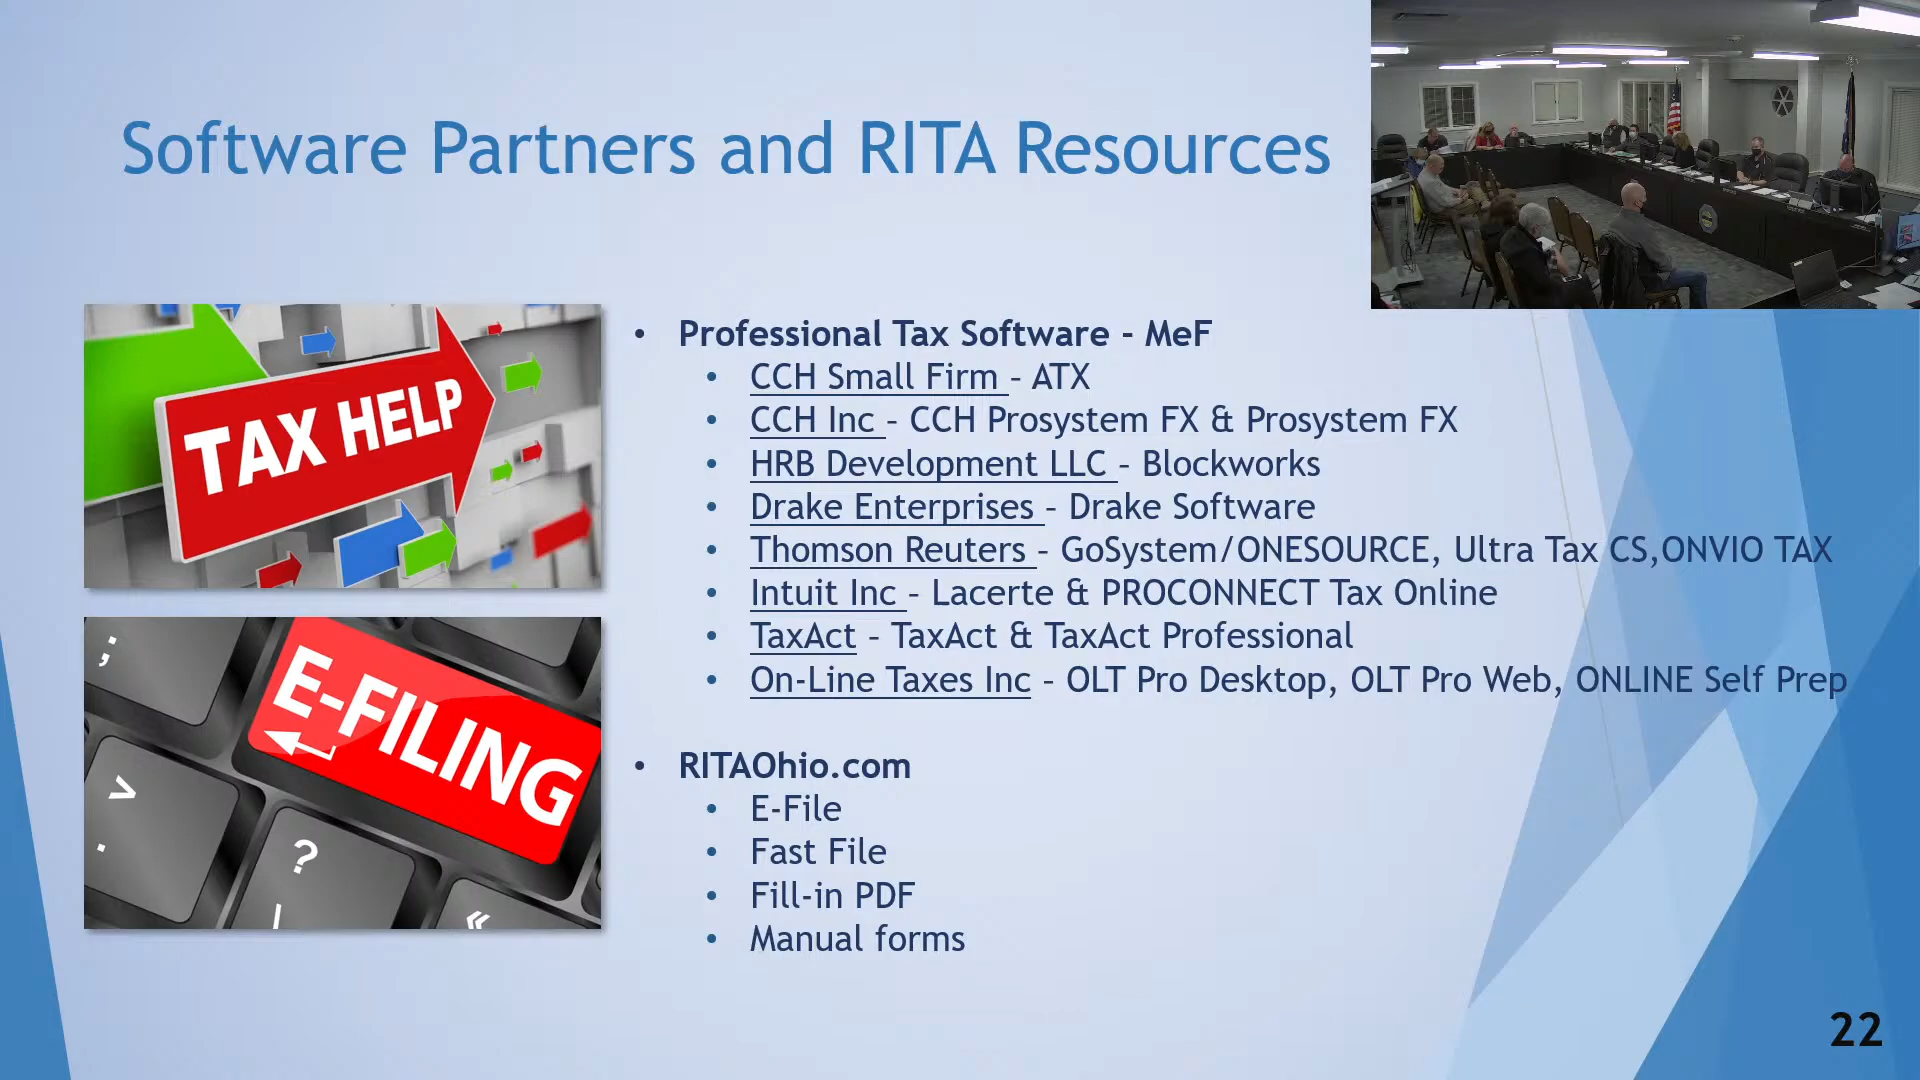 Software Partners and RITA Resources
TAX HELP
E-FILING
;
>
.
?
/
«
• Professional Tax Software – MeF
• CCH Small Firm – ATX
• CCH Inc – CCH Prosystem FX & Prosystem FX
• HRB Development LLC – Blockworks
• Drake Enterprises – Drake Software
• Thomson Reuters – GoSystem/ONESOURCE, Ultra Tax CS,ONVIO TAX
• Intuit Inc – Lacerte & PROCONNECT Tax Online
• TaxAct – TaxAct & TaxAct Professional
• On-Line Taxes Inc – OLT Pro Desktop, OLT Pro Web, ONLINE Self Prep
• RITAOhio.com
• E-File
• Fast File
• Fill-in PDF
• Manual forms
22